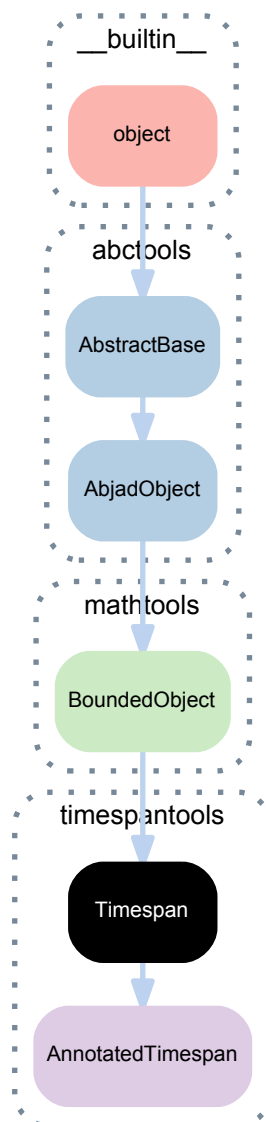 __builtin__
object
abctools
AbstractBase
AbjadObject
mathtools
BoundedObject
timespantools
Timespan
AnnotatedTimespan